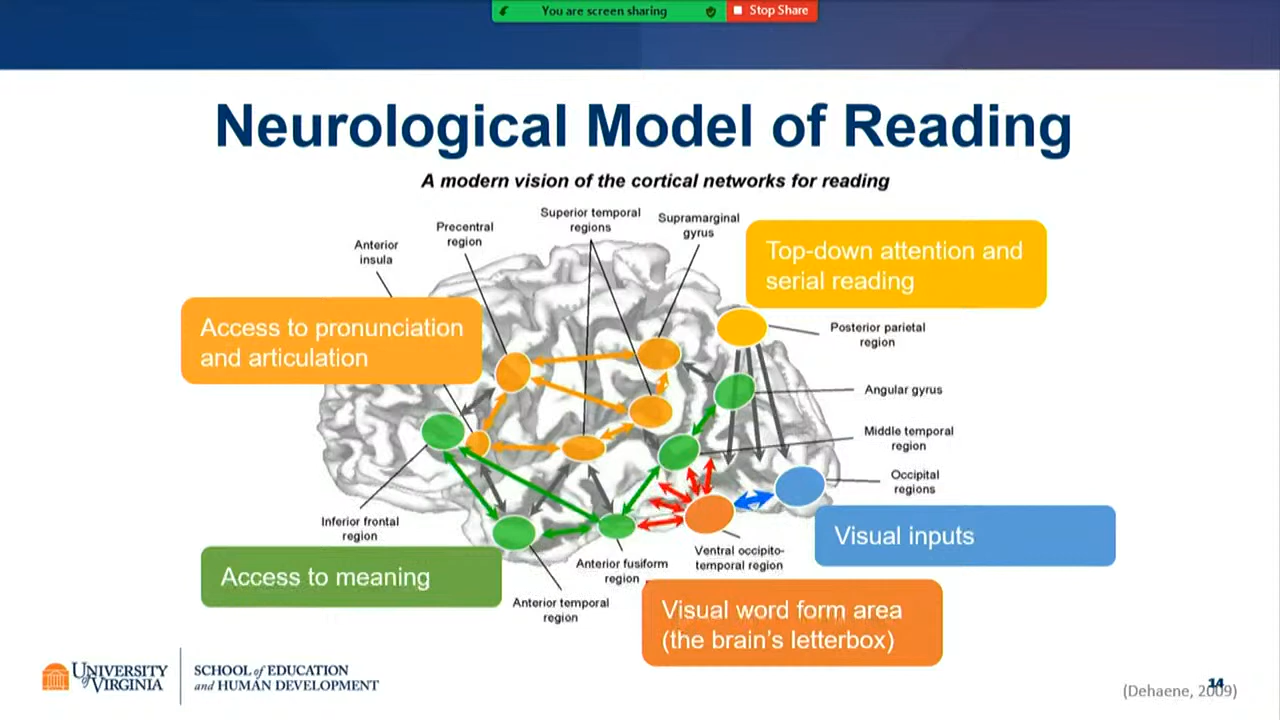 You are screen sharing
Stop Share
Neurological Model of Reading
A modern vision of the cortical networks for reading
Anterior
insula
Precentral
region
Superior temporal
regions
Supramarginal
gyrus
Top-down attention and
serial reading
Access to pronunciation
and articulation
Posterior parietal
region
Angular gyrus
Middle temporal
region
Occipital
regions
Inferior frontal
region
Visual inputs
Access to meaning
Anterior fusiform
region
Ventral occipito-
temporal region
Anterior temporal
region
Visual word form area
(the brain's letterbox)
UNIVERSITY
of VIRGINIA
SCHOOL of EDUCATION
and HUMAN DEVELOPMENT
14
(Dehaene, 2009)